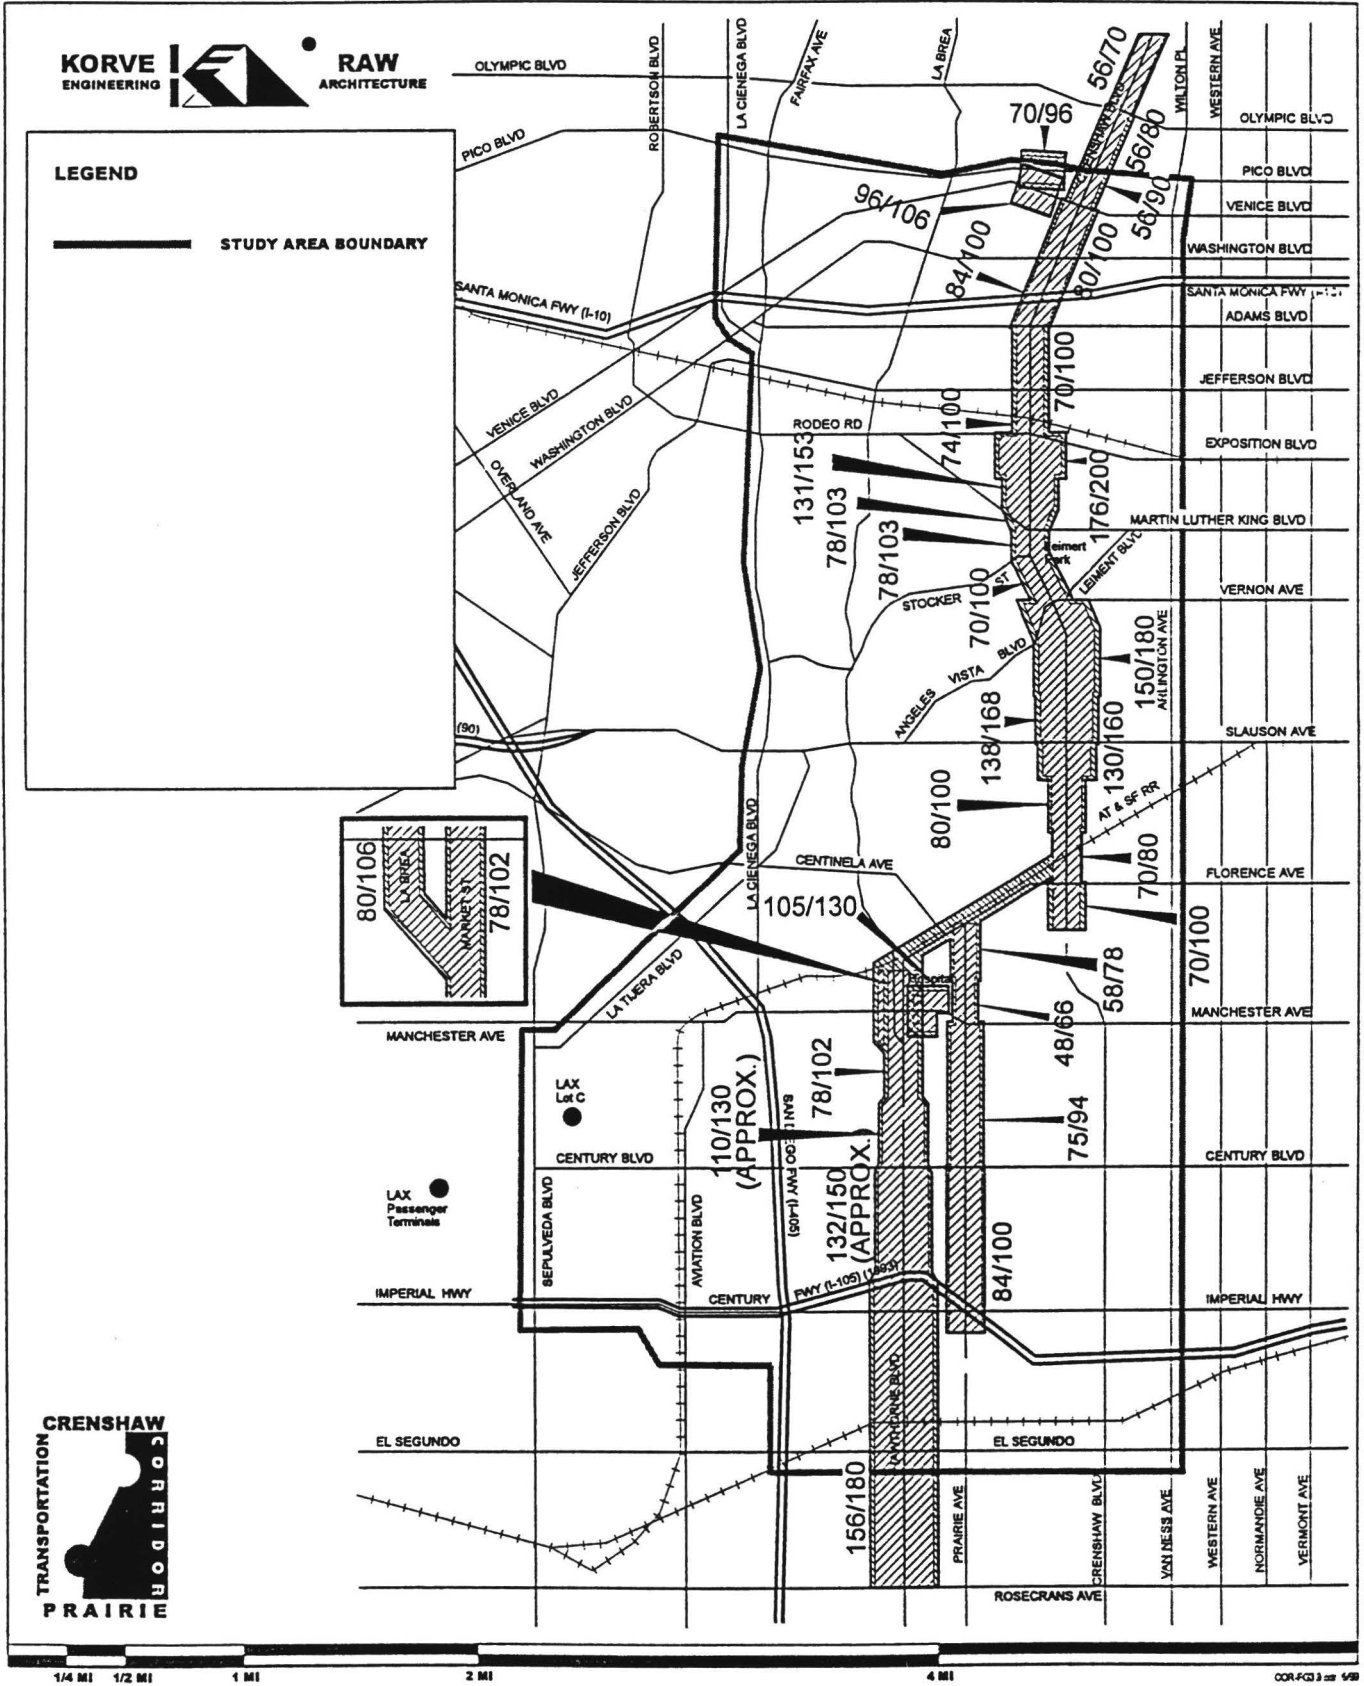 KORVE
ENGINEERING
RAW
ARCHITECTURE
LEGEND
STUDY AREA BOUNDARY
OLYMPIC BLVD
PICO BLVD
ROBERTSON BLVD
LA CIENEGA BLVD
FAIRFAX AVE
LA BREA
56/70
WILTON PL
WESTERN AVE
70/96
56/80
OLYMPIC BLVD
PICO BLVD
96/106
56/90
VENICE BLVD
84/100
80/100
WASHINGTON BLVD
SANTA MONICA FWY (I-10)
SANTA MONICA FWY
ADAMS BLVD
70/100
JEFFERSON BLVD
VENICE BLVD
WASHINGTON BLVD
RODEO RD
74/100
EXPOSITION BLVD
OVERLAND AVE
JEFFERSON BLVD
131/153
176/200
78/103
MARTIN LUTHER KING BLVD
78/103
Leimert
Park
LEIMENT BLVD
STOCKER ST
70/100
VERNON AVE
ANGELES VISTA BLVD
150/180
ARLINGTON AVE
138/168
130/160
(90)
SLAUSON AVE
80/100
AT & SF RR
LA CIENEGA BLVD
CENTINELA AVE
70/80
FLORENCE AVE
80/106
LA BREA
MARKET ST
78/102
105/130
70/100
LA TIJERA BLVD
Hospital
58/78
48/66
MANCHESTER AVE
MANCHESTER AVE
LAX
Lot C
110/130
(APPROX.)
78/102
SAN DIEGO FWY (I-405)
75/94
CENTURY BLVD
CENTURY BLVD
LAX
Passenger
Terminals
SEPULVEDA BLVD
AVIATION BLVD
132/150
(APPROX.)
84/100
IMPERIAL HWY
CENTURY FWY (I-105) (1993)
IMPERIAL HWY
HAWTHORNE BLVD
EL SEGUNDO
EL SEGUNDO
156/180
PRAIRIE AVE
CRENSHAW BLVD
VAN NESS AVE
WESTERN AVE
NORMANDIE AVE
VERMONT AVE
ROSECRANS AVE
CRENSHAW
TRANSPORTATION
CORRIDOR
PRAIRIE
1/4 MI 1/2 MI 1 MI 2 MI 4 MI